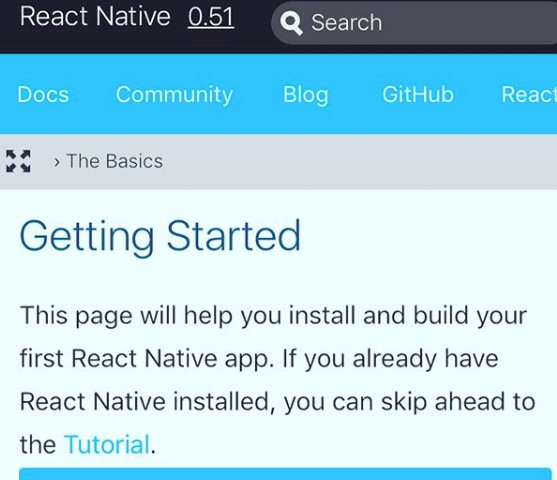 React Native 0.51 Search
Docs Community Blog GitHub React
› The Basics
Getting Started
This page will help you install and build your
first React Native app. If you already have
React Native installed, you can skip ahead to
the Tutorial.